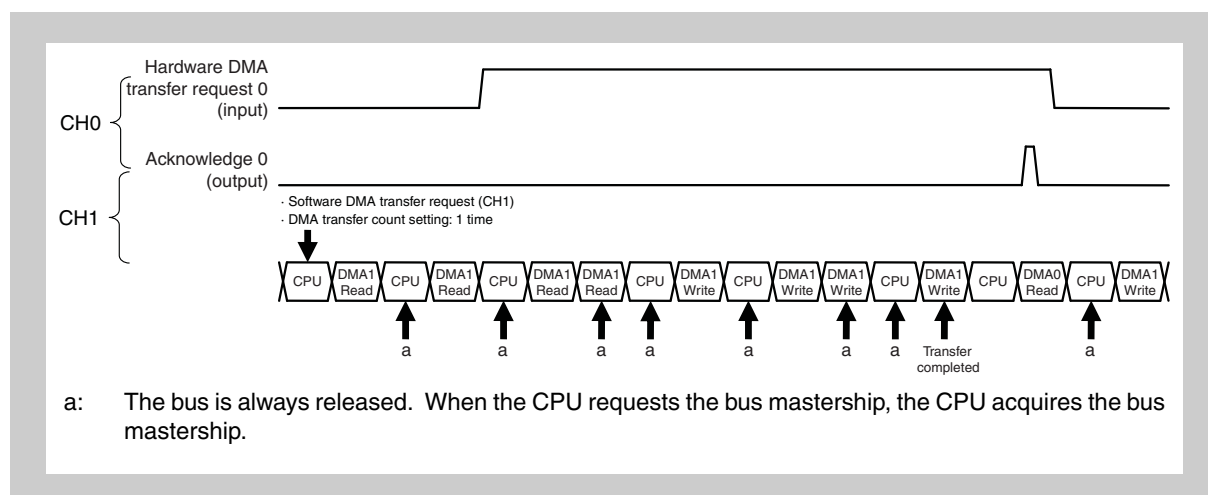 Hardware DMA
transfer request 0
(input)
CH0
Acknowledge 0
(output)
CH1
· Software DMA transfer request (CH1)
· DMA transfer count setting: 1 time
CPU DMA1 Read CPU DMA1 Read CPU DMA1 Read DMA1 Read CPU DMA1 Write CPU DMA1 Write DMA1 Write CPU DMA1 Write CPU DMA0 Read CPU DMA1 Write
a a a a a a a Transfer completed a
a: The bus is always released. When the CPU requests the bus mastership, the CPU acquires the bus
mastership.